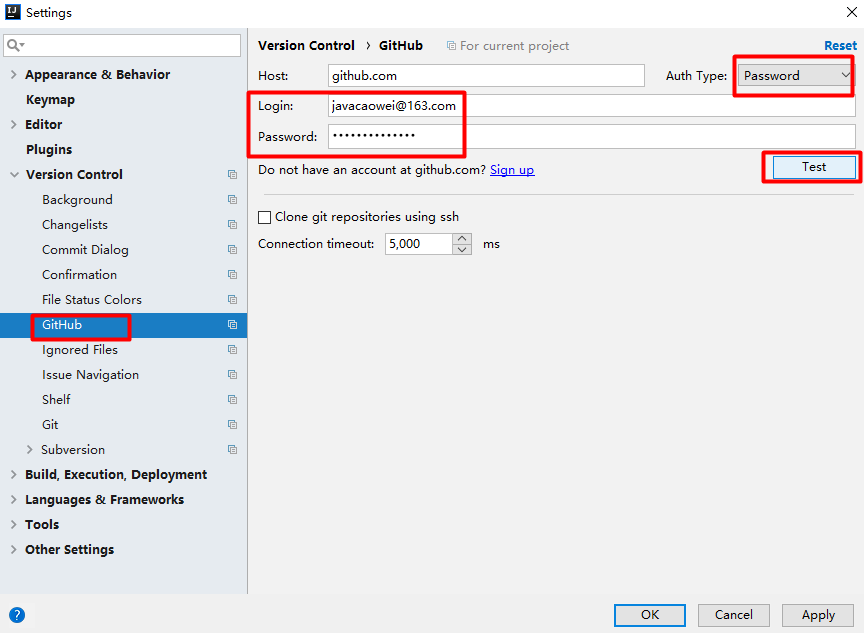 IJ Settings
Version Control › GitHub For current project Reset
Host: github.com Auth Type: Password
Login: javacaowei@163.com
Password: ••••••••••••••
Do not have an account at github.com? Sign up Test
Clone git repositories using ssh
Connection timeout: 5,000 ms
Appearance & Behavior
Keymap
Editor
Plugins
Version Control
Background
Changelists
Commit Dialog
Confirmation
File Status Colors
GitHub
Ignored Files
Issue Navigation
Shelf
Git
Subversion
Build, Execution, Deployment
Languages & Frameworks
Tools
Other Settings
? OK Cancel Apply